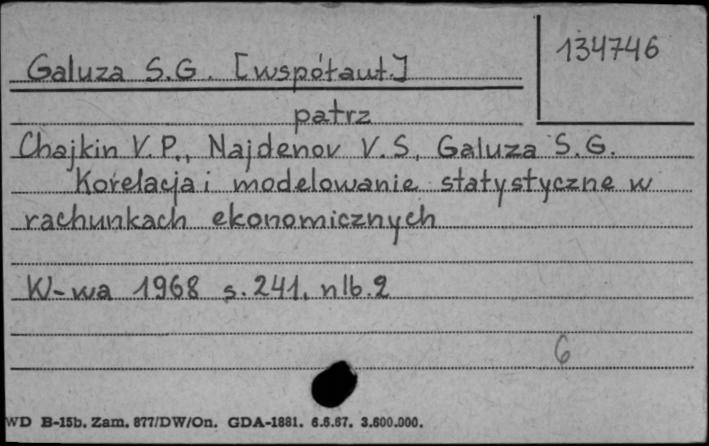 134746
Galuza S.G. [współaut.]
patrz
Chajkin V.P., Najdenov V.S, Galuza S.G.
Korelacja i modelowanie statystyczne w
rachunkach ekonomicznych
W-wa 1968 s.241, nlb.2
6
WD B-15b. Zam. 877/DW/On. GDA-1881. 6.6.67. 3.600.000.